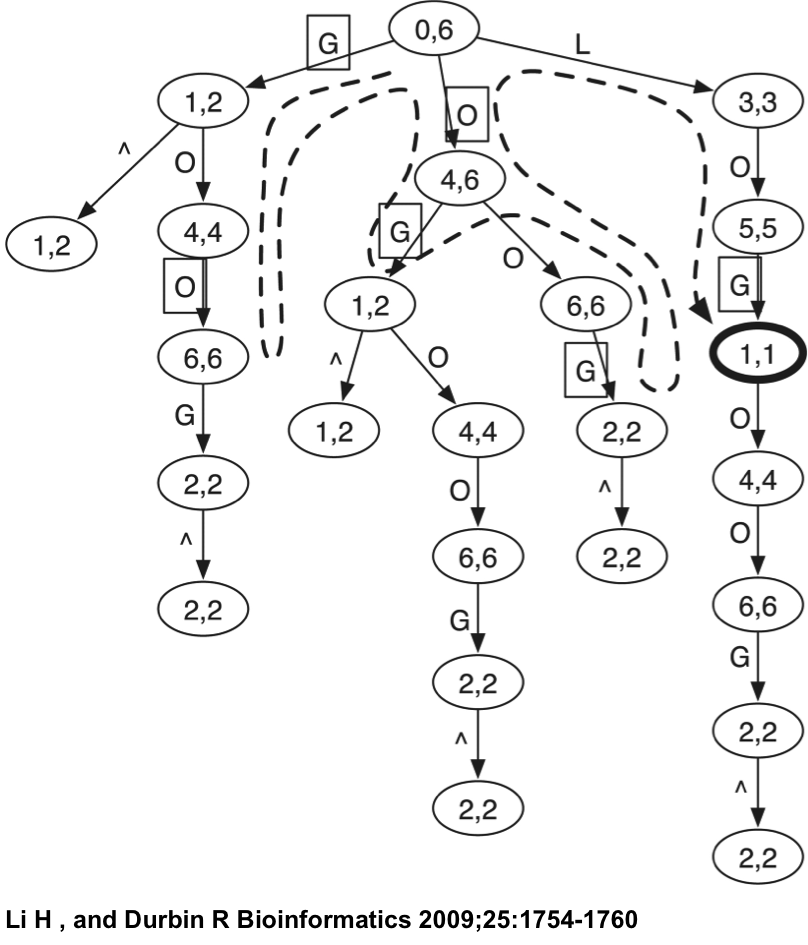 0,6
G
L
1,2
O
3,3
^
O
4,6
O
1,2
4,4
G
O
5,5
O
G
6,6
1,2
6,6
1,1
^
O
G
G
1,2
4,4
2,2
O
2,2
O
^
4,4
^
6,6
2,2
O
2,2
G
6,6
2,2
G
^
2,2
2,2
^
2,2
Li H , and Durbin R Bioinformatics 2009;25:1754-1760